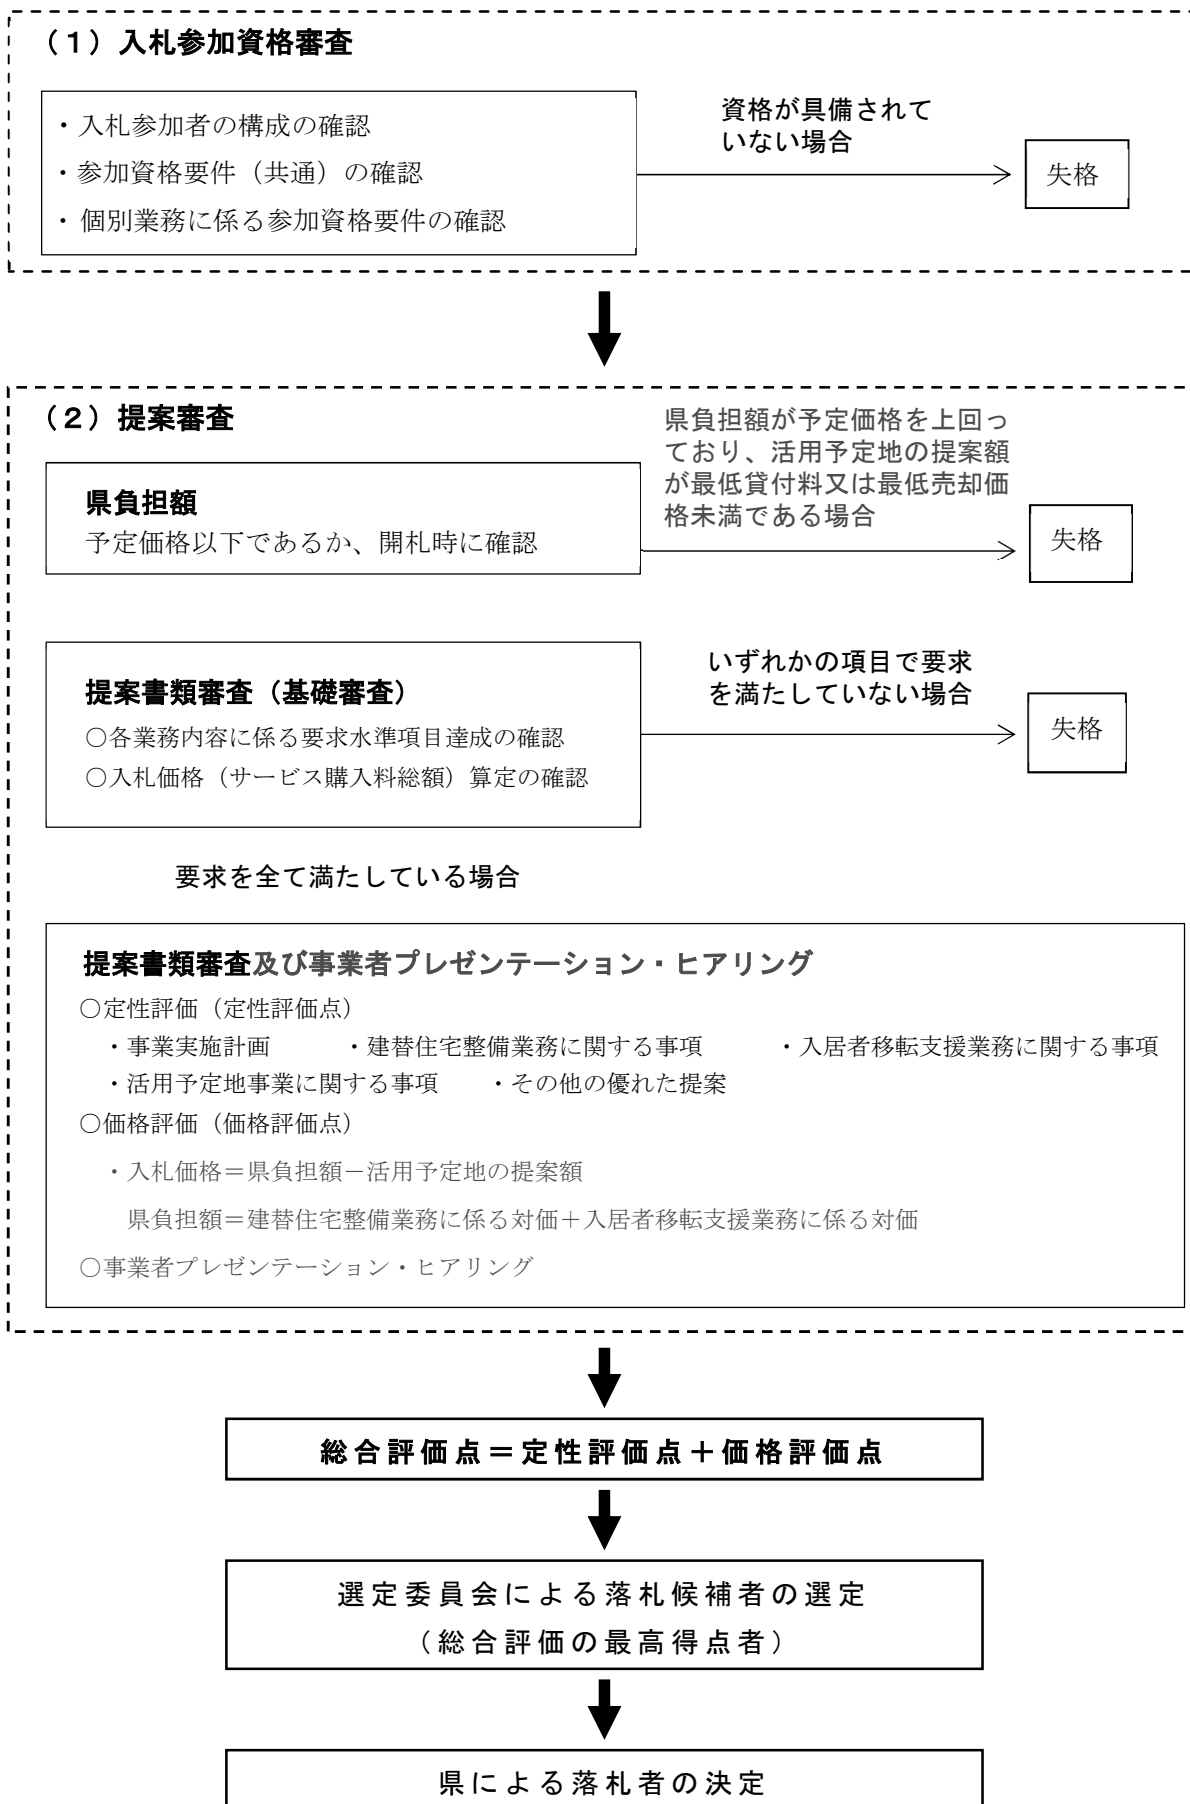 （１）入札参加資格審査
・入札参加者の構成の確認
・参加資格要件（共通）の確認
・個別業務に係る参加資格要件の確認
資格が具備されて
いない場合
失格
（２）提案審査
県負担額
予定価格以下であるか、開札時に確認
県負担額が予定価格を上回っ
ており、活用予定地の提案額
が最低貸付料又は最低売却価
格未満である場合
失格
提案書類審査（基礎審査）
○各業務内容に係る要求水準項目達成の確認
○入札価格（サービス購入料総額）算定の確認
いずれかの項目で要求
を満たしていない場合
失格
要求を全て満たしている場合
提案書類審査及び事業者プレゼンテーション・ヒアリング
○定性評価（定性評価点）
・事業実施計画　・建替住宅整備業務に関する事項　・入居者移転支援業務に関する事項
・活用予定地事業に関する事項　・その他の優れた提案
○価格評価（価格評価点）
・入札価格＝県負担額－活用予定地の提案額
県負担額＝建替住宅整備業務に係る対価＋入居者移転支援業務に係る対価
○事業者プレゼンテーション・ヒアリング
総合評価点＝定性評価点＋価格評価点
選定委員会による落札候補者の選定
（総合評価の最高得点者）
県による落札者の決定